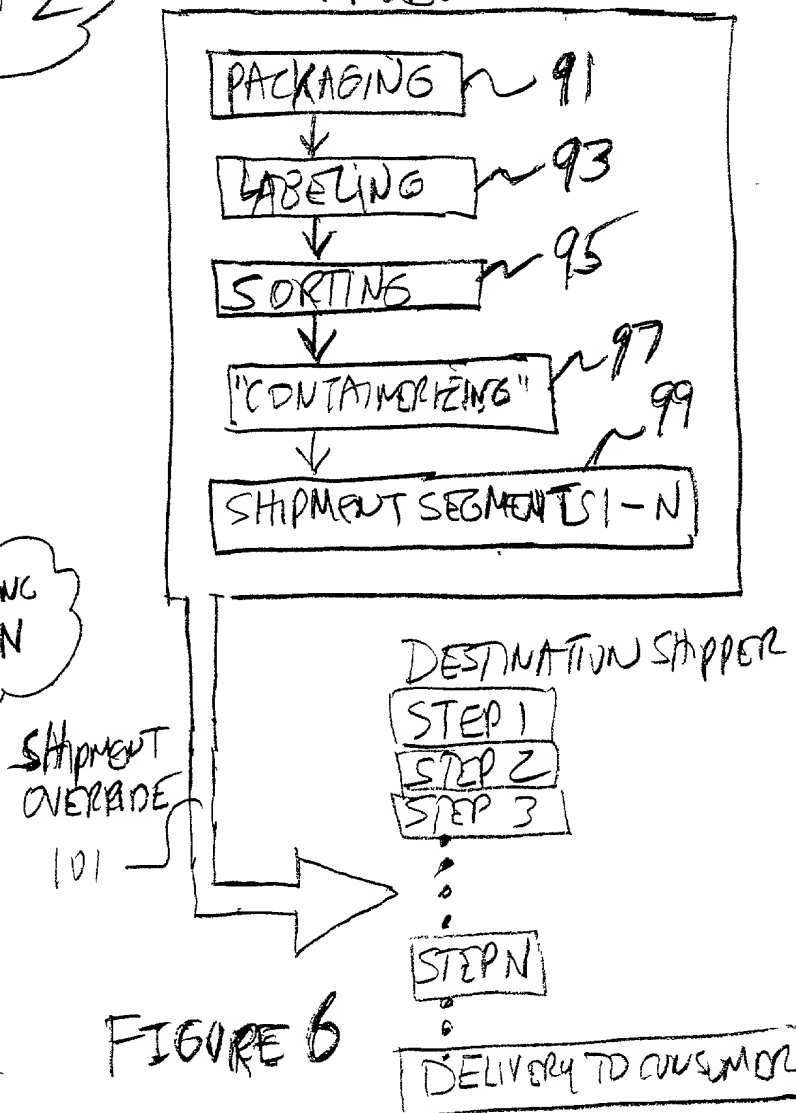 PACKAGING 91
LABELING 93
SORTING 95
"CONTAINERIZING" 97
99
SHIPMENT SEGMENTS 1-N
DESTINATION SHIPPER
STEP 1
STEP 2
STEP 3
SHIPMENT
OVERRIDE
101
STEP N
FIGURE 6
DELIVERY TO CONSUMER